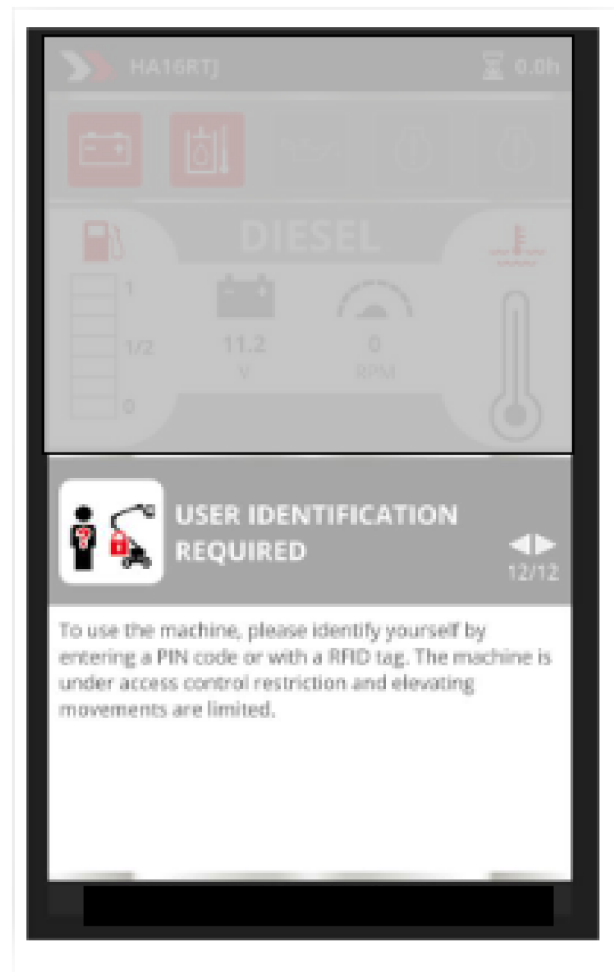 HA16RTJ
0.0h
DIESEL
1
1/2
0
11.2
V
0
RPM
USER IDENTIFICATION
REQUIRED
12/12
To use the machine, please identify yourself by
entering a PIN code or with a RFID tag. The machine is
under access control restriction and elevating
movements are limited.